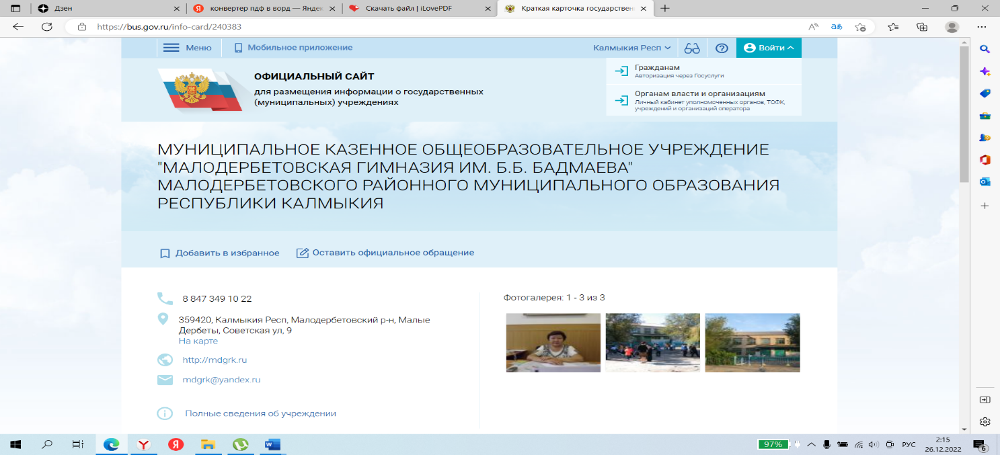 Дзен
конвертер пдф в ворд — Яндек
Скачать файл | iLovePDF
Краткая карточка государствен
https://bus.gov.ru/info-card/240383
Меню
Мобильное приложение
Калмыкия Респ
Войти
ОФИЦИАЛЬНЫЙ САЙТ
для размещения информации о государственных
(муниципальных) учреждениях
Гражданам
Авторизация через Госуслуги
Органам власти и организациям
Личный кабинет уполномоченных органов, ТОФК,
учреждений и организаций оператора
МУНИЦИПАЛЬНОЕ КАЗЕННОЕ ОБЩЕОБРАЗОВАТЕЛЬНОЕ УЧРЕЖДЕНИЕ
"МАЛОДЕРБЕТОВСКАЯ ГИМНАЗИЯ ИМ. Б.Б. БАДМАЕВА"
МАЛОДЕРБЕТОВСКОГО РАЙОННОГО МУНИЦИПАЛЬНОГО ОБРАЗОВАНИЯ
РЕСПУБЛИКИ КАЛМЫКИЯ
Добавить в избранное
Оставить официальное обращение
8 847 349 10 22
359420, Калмыкия Респ, Малодербетовский р-н, Малые
Дербеты, Советская ул, 9
На карте
http://mdgrk.ru
mdgrk@yandex.ru
Полные сведения об учреждении
Фотогалерея: 1 - 3 из 3
97%
РУС
2:15
26.12.2022
6